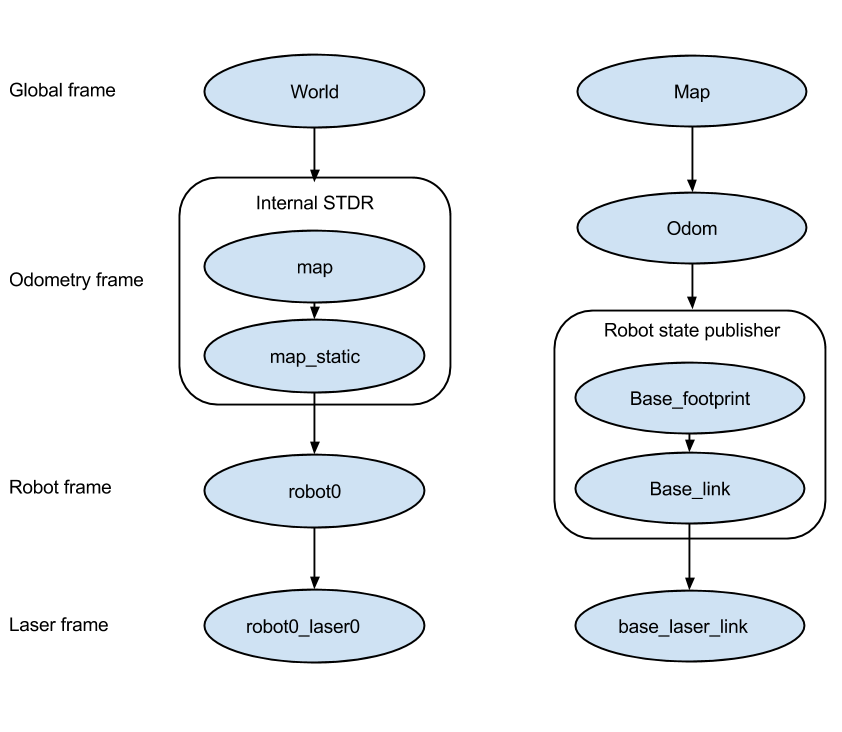 Global frame
World
Map
Internal STDR
Odom
map
Odometry frame
Robot state publisher
map_static
Base_footprint
Robot frame
robot0
Base_link
Laser frame
robot0_laser0
base_laser_link